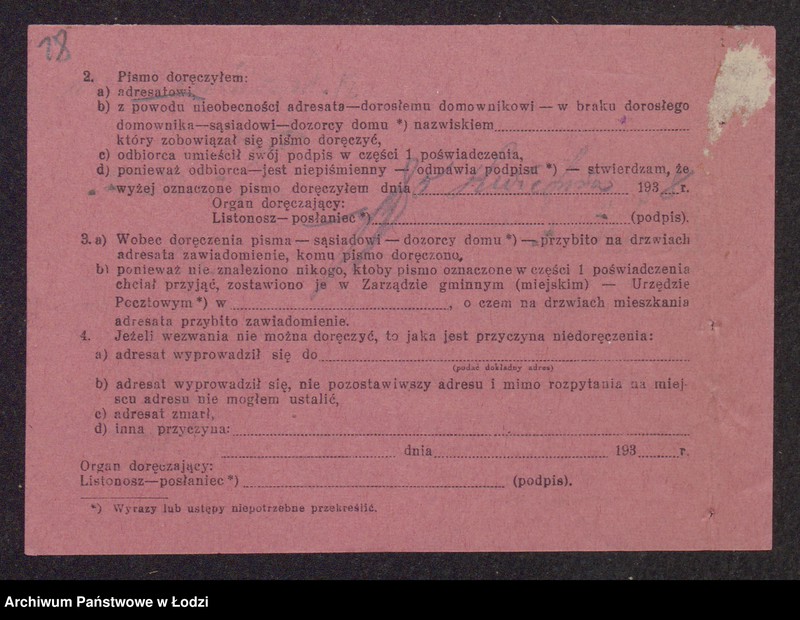 18
2. Pismo doręczyłem:
a) adresatowi,
b) z powodu nieobecności adresata—dorosłemu domownikowi — w braku dorosłego
domownika—sąsiadowi—dozorcy domu *) nazwiskiem
który zobowiązał się pismo doręczyć,
c) odbiorca umieścił swój podpis w części 1 poświadczenia,
d) ponieważ odbiorca—jest niepiśmienny — odmawia podpisu *) — stwierdzam, że
wyżej oznaczone pismo doręczyłem dnia 193 r.
Organ doręczający:
Listonosz—posłaniec *) (podpis).
3. a) Wobec doręczenia pisma — sąsiadowi — dozorcy domu *) — przybito na drzwiach
adresata zawiadomienie, komu pismo doręczono,
b) ponieważ nie znaleziono nikogo, ktoby pismo oznaczone w części 1 poświadczenia
chciał przyjąć, zostawiono je w Zarządzie gminnym (miejskim) — Urzędzie
Pocztowym *) w , o czem na drzwiach mieszkania
adresata przybito zawiadomienie.
4. Jeżeli wezwania nie można doręczyć, to jaka jest przyczyna niedoręczenia:
a) adresat wyprowadził się do
(podać dokładny adres)
b) adresat wyprowadził się, nie pozostawiwszy adresu i mimo rozpytania na miej-
scu adresu nie mogłem ustalić,
c) adresat zmarł,
d) inna przyczyna:
dnia 193 r.
Organ doręczający:
Listonosz—posłaniec *) (podpis).
*) Wyrazy lub ustępy niepotrzebne przekreślić.
Archiwum Państwowe w Łodzi